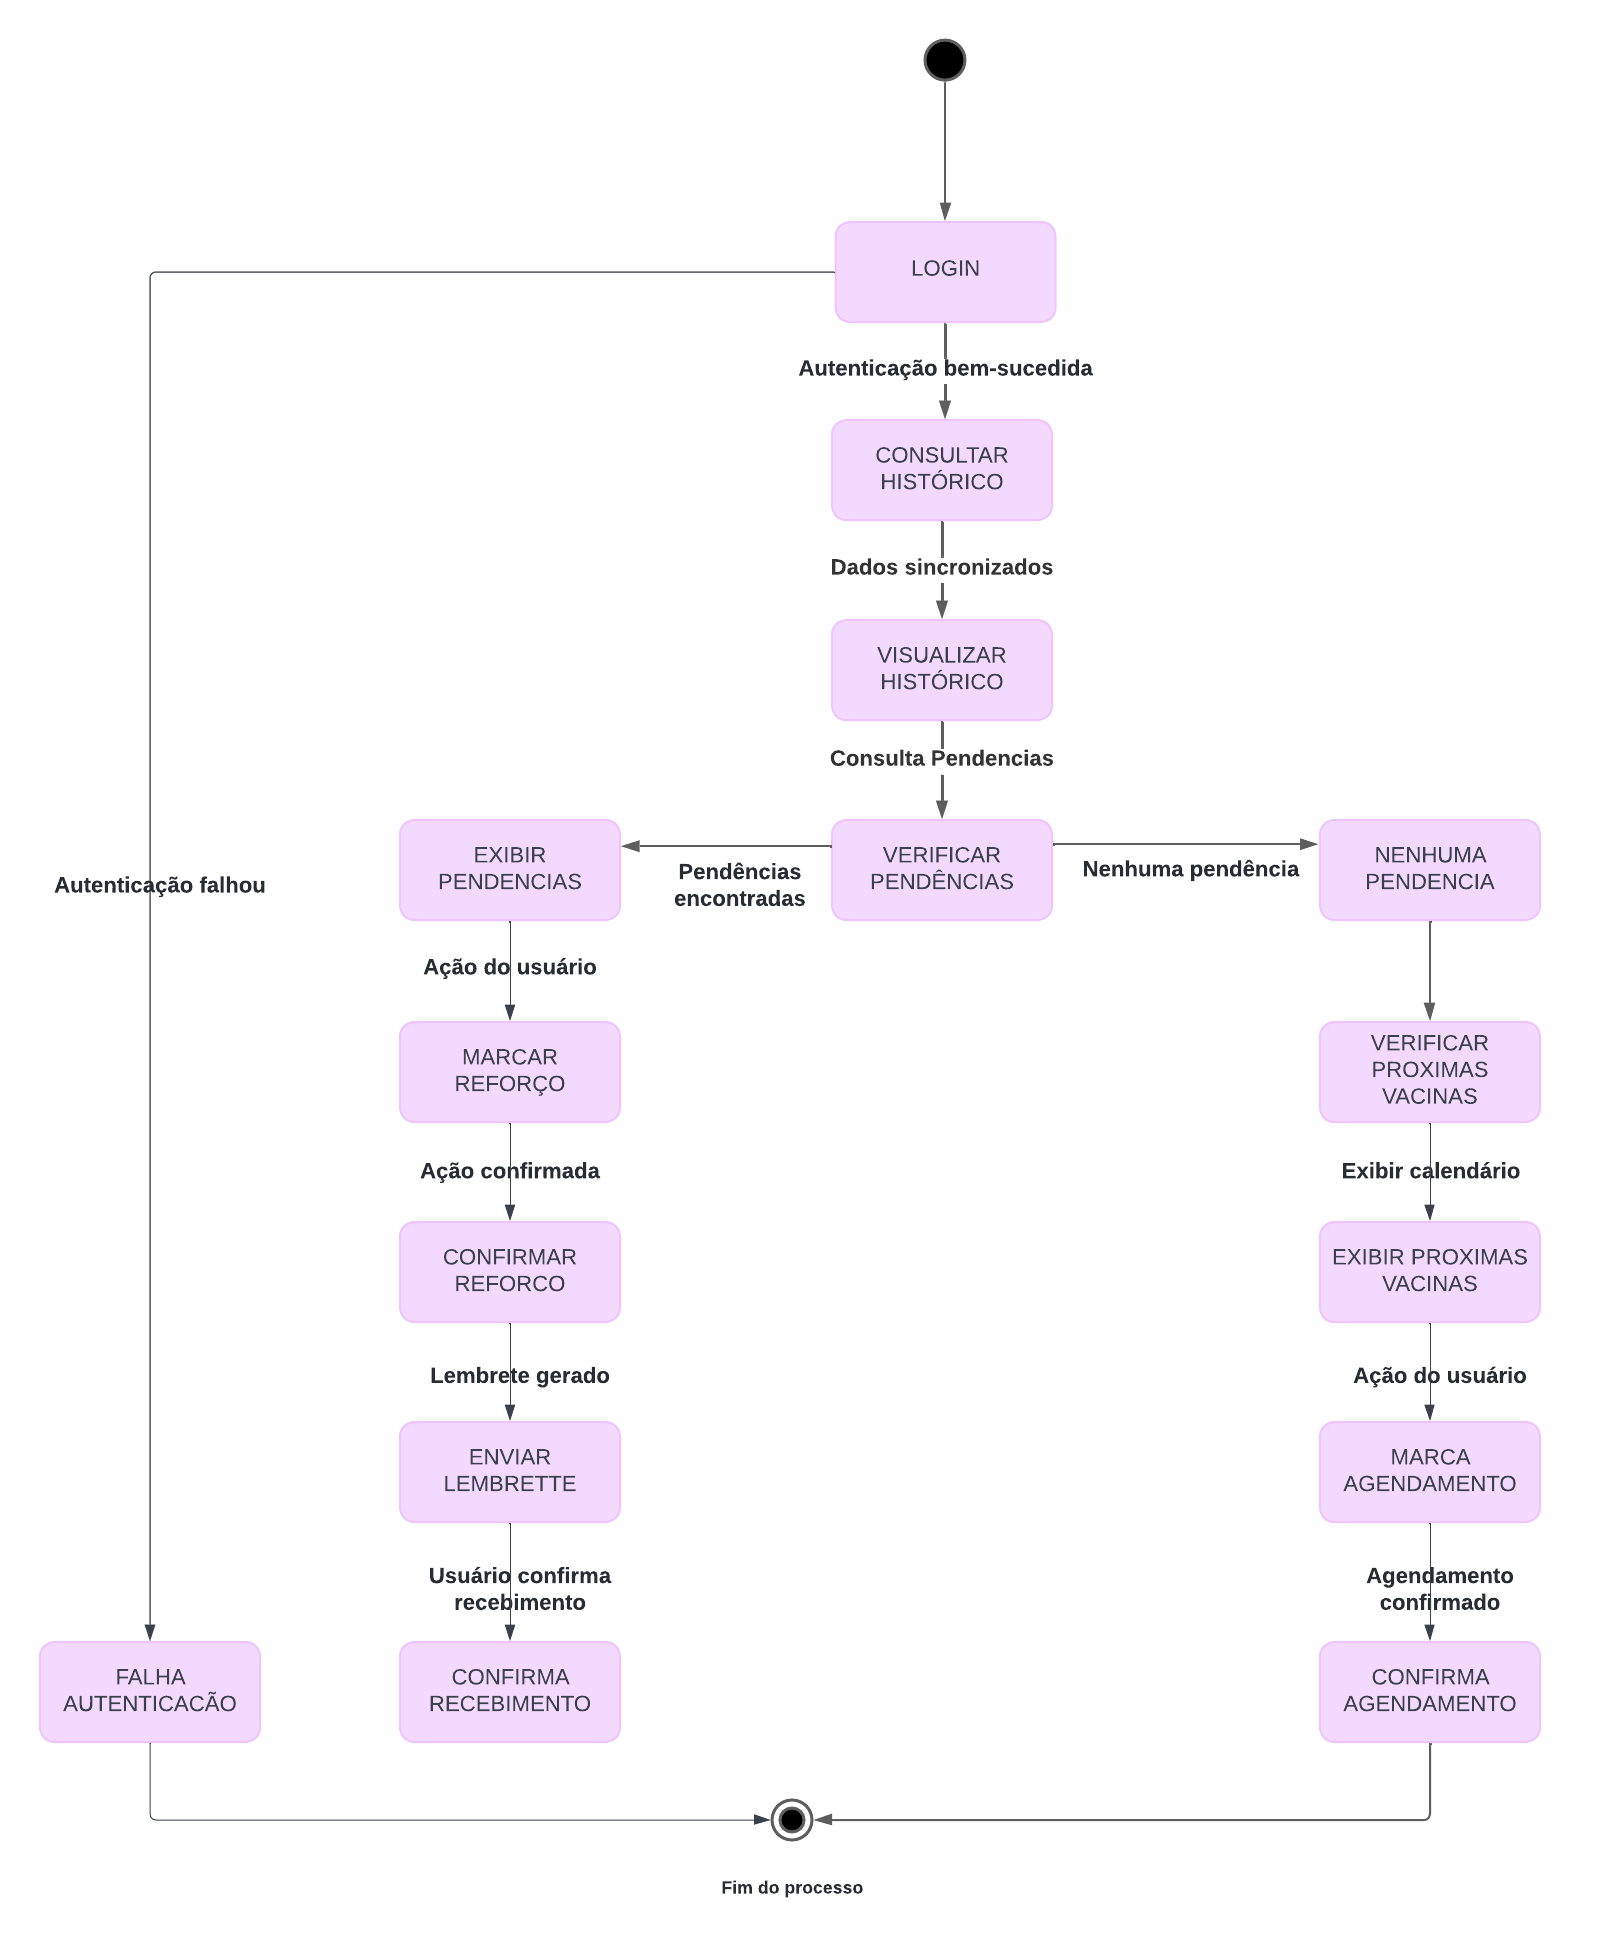 LOGIN
Autenticação bem-sucedida
CONSULTAR
HISTÓRICO
Dados sincronizados
VISUALIZAR
HISTÓRICO
Consulta Pendencias
VERIFICAR
PENDÊNCIAS
Autenticação falhou
Pendências
encontradas
EXIBIR
PENDENCIAS
Ação do usuário
MARCAR
REFORÇO
Ação confirmada
CONFIRMAR
REFORCO
Lembrete gerado
ENVIAR
LEMBRETTE
Usuário confirma
recebimento
CONFIRMA
RECEBIMENTO
Nenhuma pendência
NENHUMA
PENDENCIA
VERIFICAR
PROXIMAS
VACINAS
Exibir calendário
EXIBIR PROXIMAS
VACINAS
Ação do usuário
MARCA
AGENDAMENTO
Agendamento
confirmado
CONFIRMA
AGENDAMENTO
FALHA
AUTENTICACÃO
Fim do processo